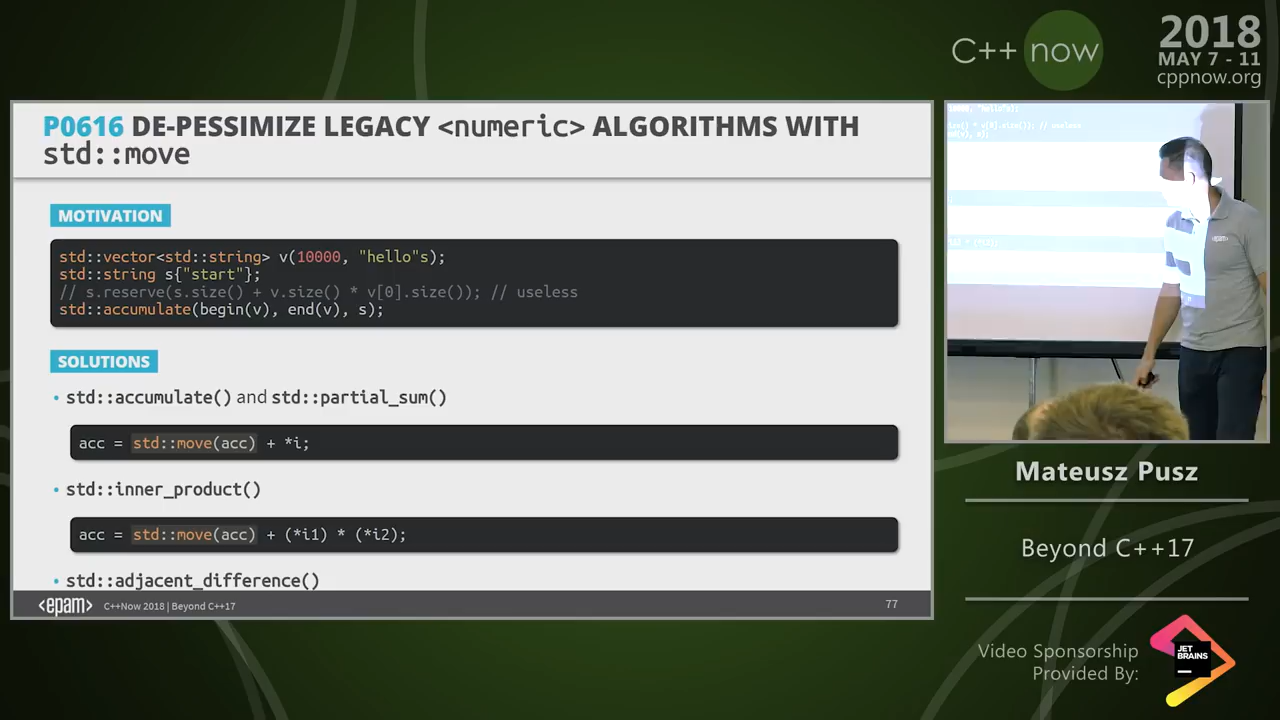 C++ now
2018
MAY 7 - 11
cppnow.org
P0616 DE-PESSIMIZE LEGACY <numeric> ALGORITHMS WITH
std::move
MOTIVATION
std::vector<std::string> v(10000, "hello"s);
std::string s{"start"};
// s.reserve(s.size() + v.size() * v[0].size()); // useless
std::accumulate(begin(v), end(v), s);
SOLUTIONS
• std::accumulate() and std::partial_sum()
acc = std::move(acc) + *i;
• std::inner_product()
acc = std::move(acc) + (*i1) * (*i2);
• std::adjacent_difference()
<epam>
C++Now 2018 | Beyond C++17
77
Mateusz Pusz
Beyond C++17
Video Sponsorship
Provided By:
JET
BRAINS